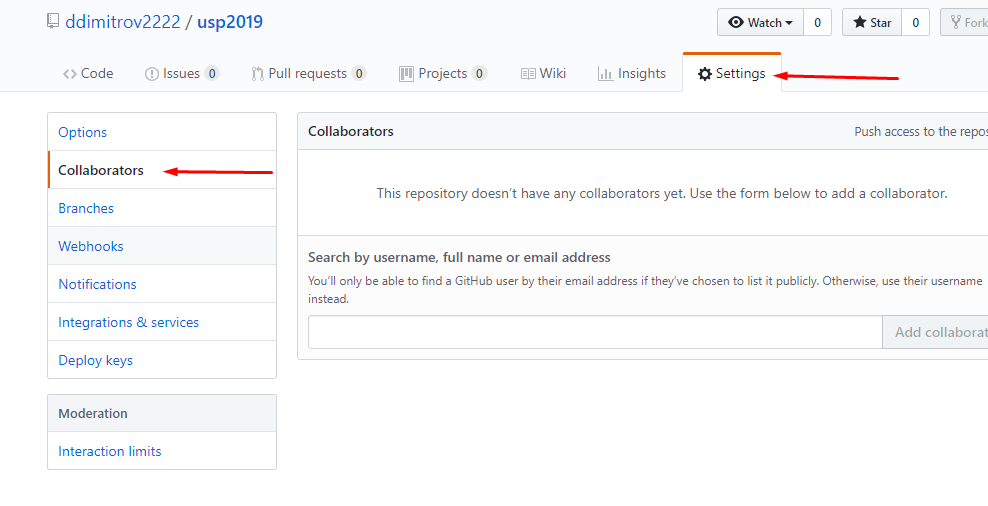 ddimitrov2222 / usp2019
Watch 0 Star 0 Fork
Code Issues 0 Pull requests 0 Projects 0 Wiki Insights Settings
Options
Collaborators
Branches
Webhooks
Notifications
Integrations & services
Deploy keys
Moderation
Interaction limits
Collaborators Push access to the repos
This repository doesn't have any collaborators yet. Use the form below to add a collaborator.
Search by username, full name or email address
You'll only be able to find a GitHub user by their email address if they've chosen to list it publicly. Otherwise, use their username
instead.
Add collaborat